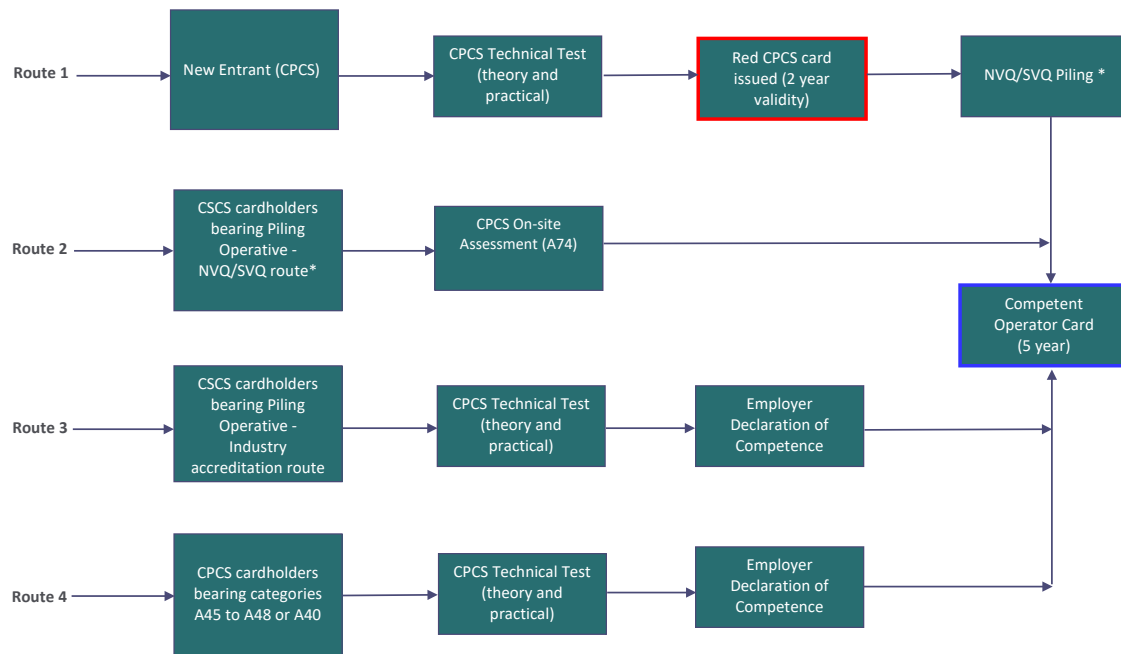 Route 1
New Entrant (CPCS)
CPCS Technical Test
(theory and
practical)
Red CPCS card
issued (2 year
validity)
NVQ/SVQ Piling *
Route 2
CSCS cardholders
bearing Piling
Operative -
NVQ/SVQ route*
CPCS On-site
Assessment (A74)
Competent
Operator Card
(5 year)
Route 3
CSCS cardholders
bearing Piling
Operative -
Industry
accreditation route
CPCS Technical Test
(theory and
practical)
Employer
Declaration of
Competence
Route 4
CPCS cardholders
bearing categories
A45 to A48 or A40
CPCS Technical Test
(theory and
practical)
Employer
Declaration of
Competence